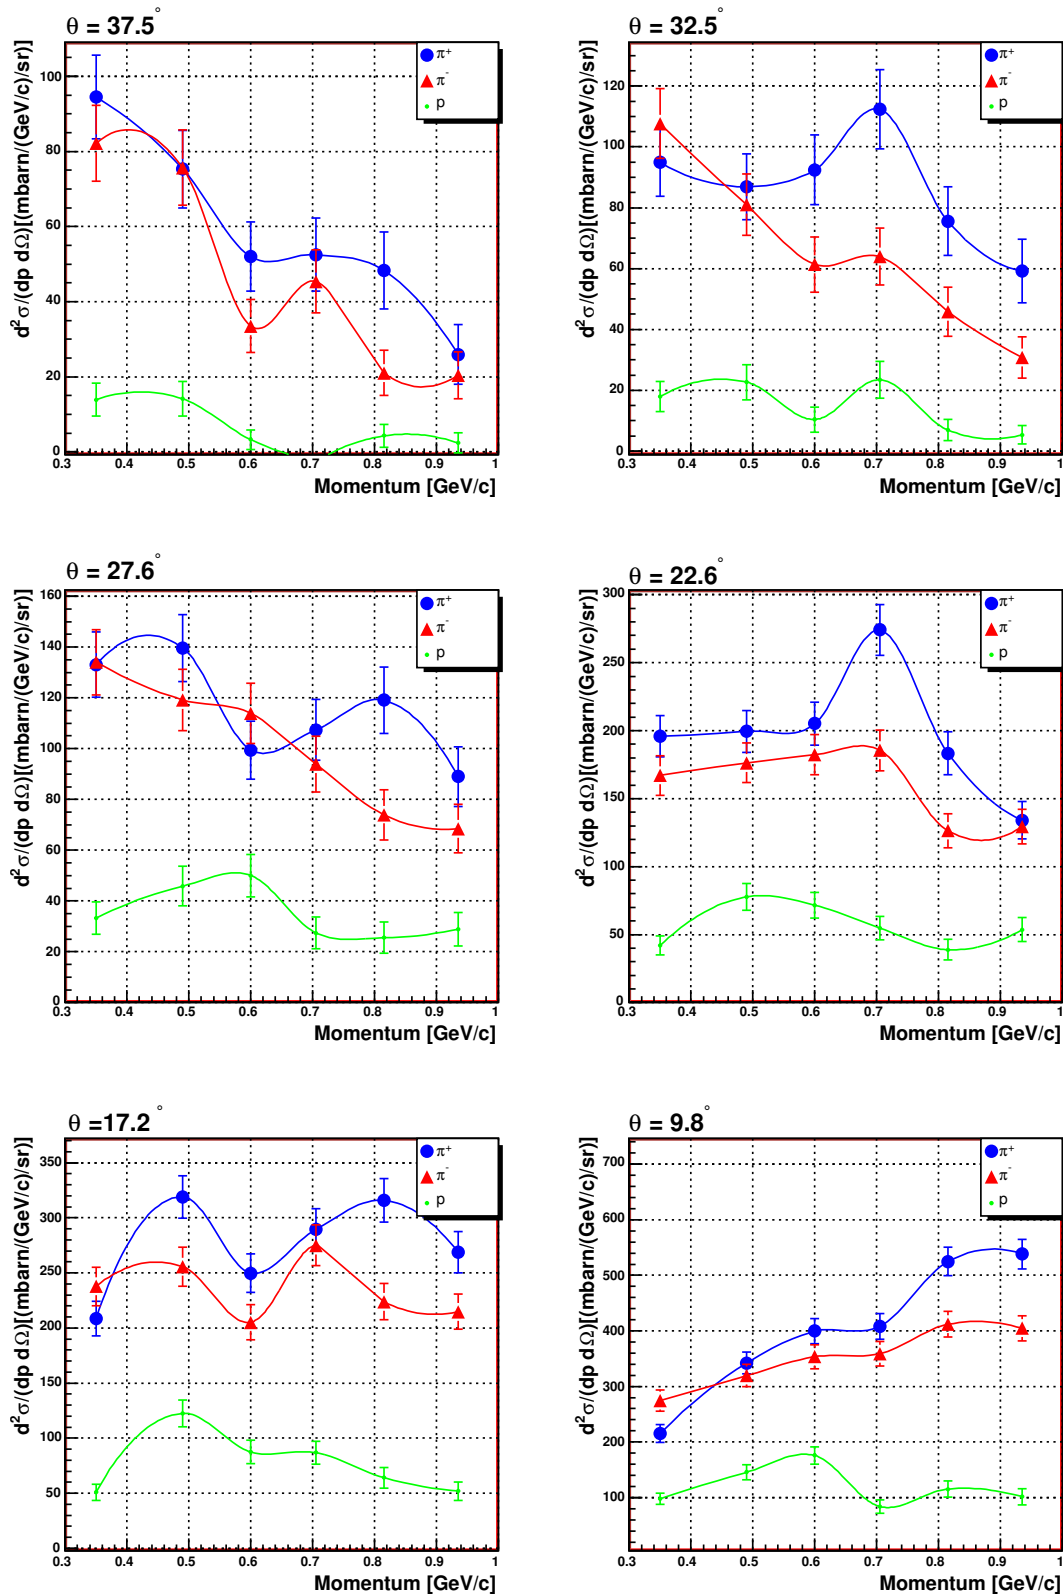 θ = 37.5°
d²σ/(dp dΩ)[(mbarn/(GeV/c)/sr)]
π⁺
π⁻
p
100
80
60
40
20
0
0.3 0.4 0.5 0.6 0.7 0.8 0.9 1
Momentum [GeV/c]
θ = 32.5°
d²σ/(dp dΩ)[(mbarn/(GeV/c)/sr)]
π⁺
π⁻
p
120
100
80
60
40
20
0
0.3 0.4 0.5 0.6 0.7 0.8 0.9 1
Momentum [GeV/c]
θ = 27.6°
d²σ/(dp dΩ)[(mbarn/(GeV/c)/sr)]
π⁺
π⁻
p
160
140
120
100
80
60
40
20
0
0.3 0.4 0.5 0.6 0.7 0.8 0.9 1
Momentum [GeV/c]
θ = 22.6°
d²σ/(dp dΩ)[(mbarn/(GeV/c)/sr)]
π⁺
π⁻
p
300
250
200
150
100
50
0
0.3 0.4 0.5 0.6 0.7 0.8 0.9 1
Momentum [GeV/c]
θ =17.2°
d²σ/(dp dΩ)[(mbarn/(GeV/c)/sr)]
π⁺
π⁻
p
350
300
250
200
150
100
50
0
0.3 0.4 0.5 0.6 0.7 0.8 0.9 1
Momentum [GeV/c]
θ = 9.8°
d²σ/(dp dΩ)[(mbarn/(GeV/c)/sr)]
π⁺
π⁻
p
700
600
500
400
300
200
100
0.3 0.4 0.5 0.6 0.7 0.8 0.9 1
Momentum [GeV/c]